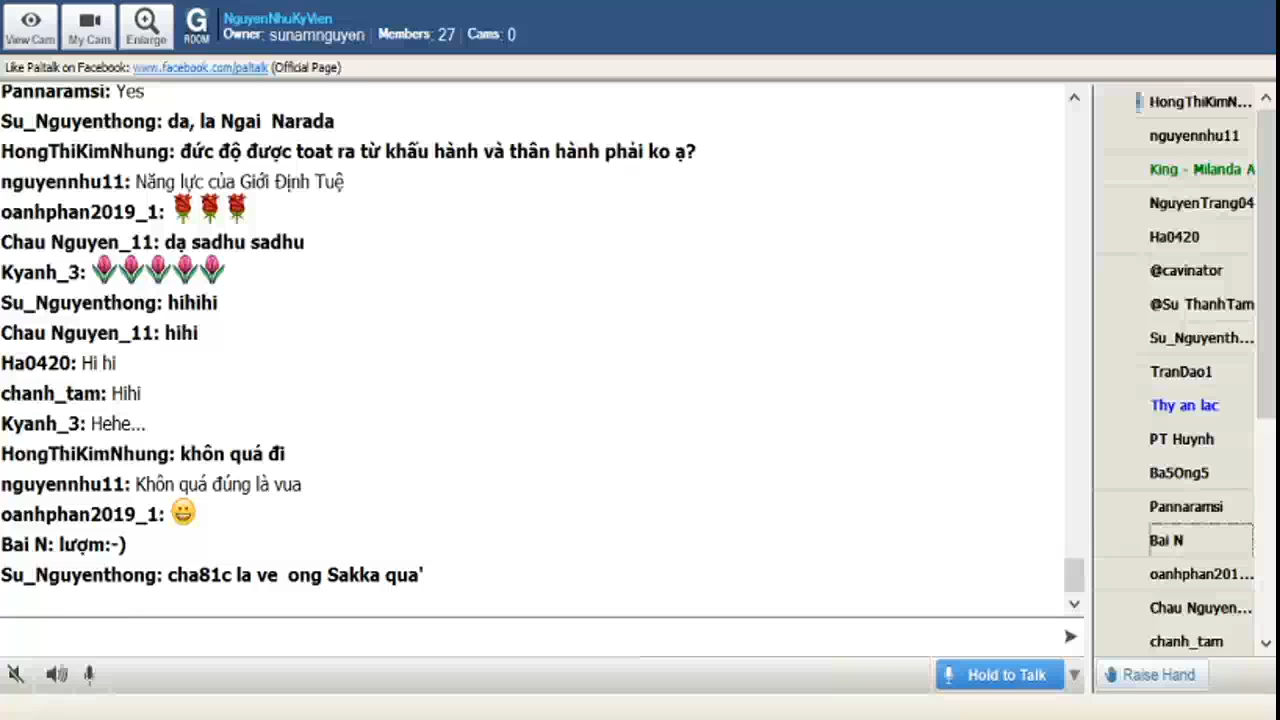 View Cam
My Cam
Enlarge
G
ROOM
NguyenNhuKyVien
Owner: sunamnguyen | Members: 27 | Cams: 0
Like Paltalk on Facebook: www.facebook.com/paltalk (Official Page)
Pannaramsi: Yes
Su_Nguyenthong: da, la Ngai Narada
HongThiKimNhung: đức độ được toat ra từ khấu hành và thân hành phải ko ạ?
nguyennhu11: Năng lực của Giới Định Tuệ
oanhphan2019_1: 🌹🌹🌹
Chau Nguyen_11: dạ sadhu sadhu
Kyanh_3: 🌷🌷🌷🌷🌷
Su_Nguyenthong: hihihi
Chau Nguyen_11: hihi
Ha0420: Hi hi
chanh_tam: Hihi
Kyanh_3: Hehe...
HongThiKimNhung: khôn quá đi
nguyennhu11: Khôn quá đúng là vua
oanhphan2019_1: 😀
Bai N: lượm:-)
Su_Nguyenthong: cha81c la ve ong Sakka qua'
HongThiKimN...
nguyennhu11
King - Milanda A
NguyenTrang04
Ha0420
@cavinator
@Su ThanhTam
Su_Nguyenth...
TranDao1
Thy an lac
PT Huynh
Ba5Ong5
Pannaramsi
Bai N
oanhphan201...
Chau Nguyen...
chanh_tam
Hold to Talk
Raise Hand